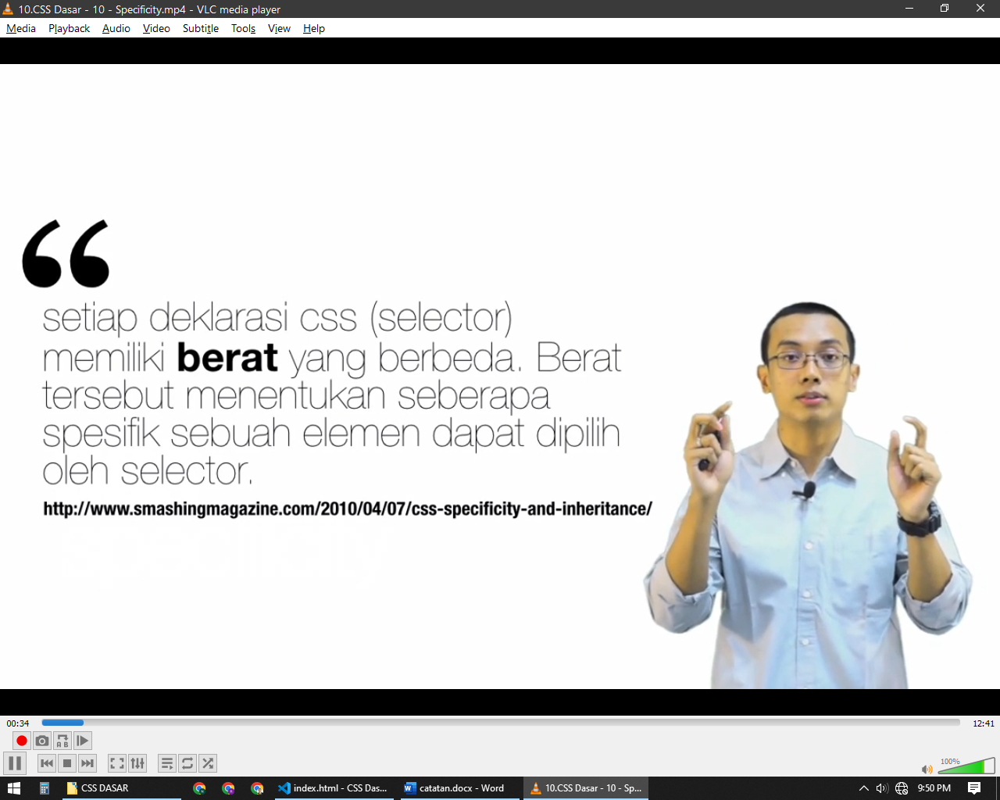 10.CSS Dasar - 10 - Specificity.mp4 - VLC media player
Media Playback Audio Video Subtitle Tools View Help
“
setiap deklarasi css (selector)
memiliki berat yang berbeda. Berat
tersebut menentukan seberapa
spesifik sebuah elemen dapat dipilih
oleh selector.
http://www.smashingmagazine.com/2010/04/07/css-specificity-and-inheritance/
00:34 12:41
A B
100%
CSS DASAR index.html - CSS Das... catatan.docx - Word 10.CSS Dasar - 10 - Sp... 9:50 PM